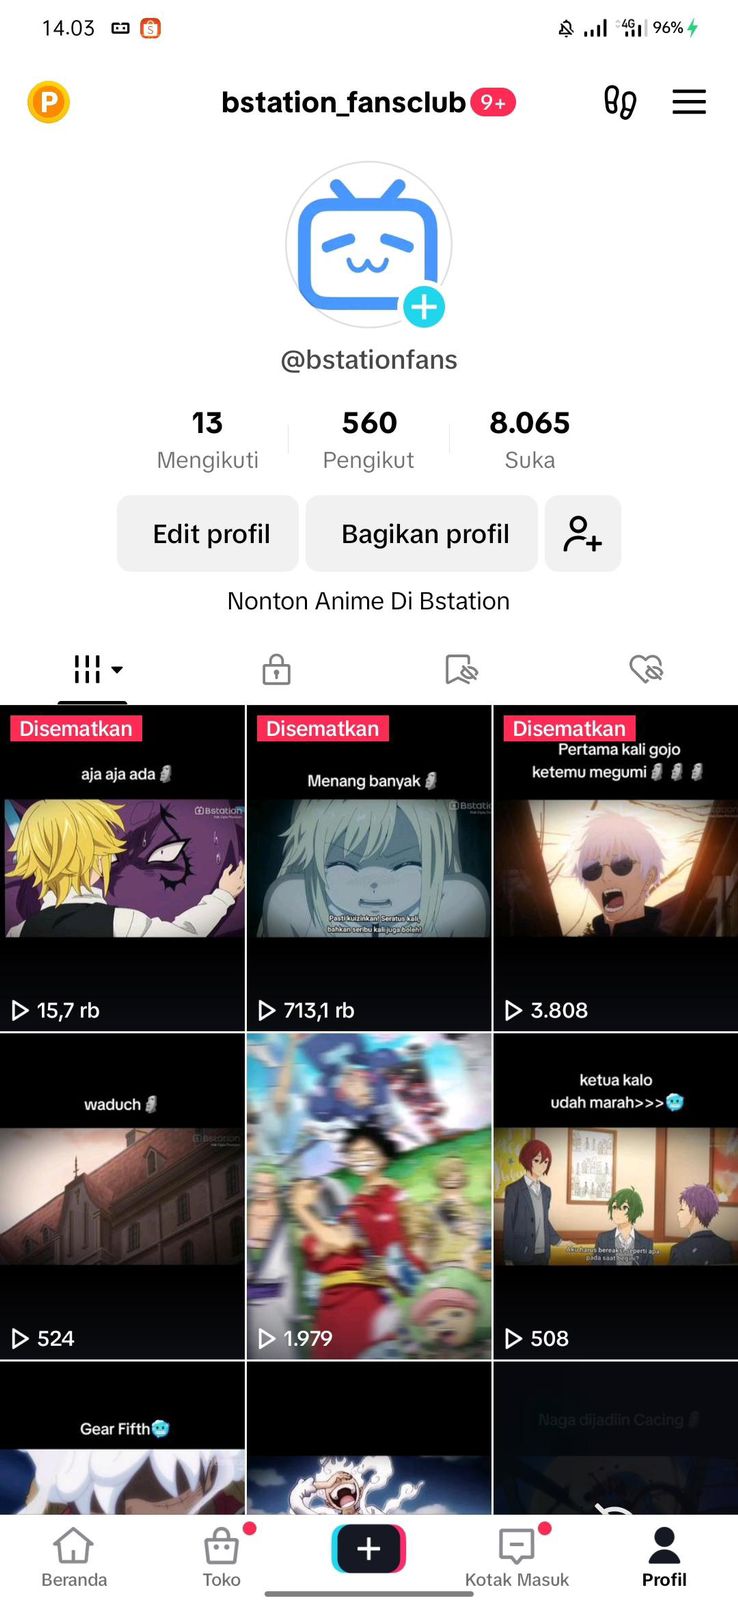 14.03
4G
96%
P
bstation_fansclub 9+
@bstationfans
13
Mengikuti
560
Pengikut
8.065
Suka
Edit profil
Bagikan profil
Nonton Anime Di Bstation
Disematkan
aja aja ada🗿
Bstation
15,7 rb
Disematkan
Menang banyak🗿
Bstatio
Pasti kuizinkan! Seratus kali,
bahkan seribu kali juga boleh!
713,1 rb
Disematkan
Pertama kali gojo
ketemu megumi🗿🗿🗿
3.808
waduch🗿
Bstation
524
1.979
ketua kalo
udah marah>>>🥶
Aku harus bereaksi seperti apa
pada saat begini?
508
Gear Fifth🥶
Naga dijadiin Cacing🗿
Beranda
Toko
Kotak Masuk
Profil